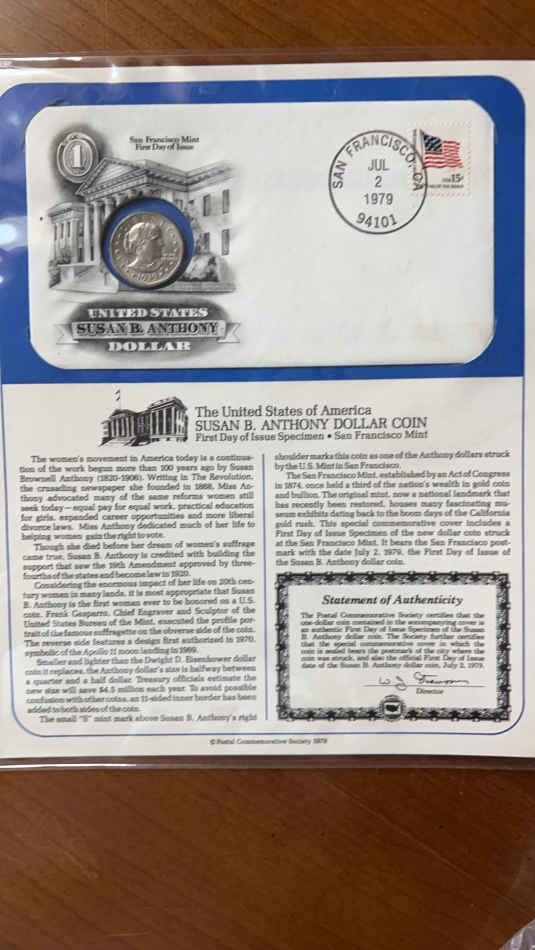 San Francisco Mint
First Day of Issue
1
SAN FRANCISCO, CA
JUL
2
1979
94101
USA 15c
1979
UNITED STATES
SUSAN B. ANTHONY
DOLLAR
The United States of America
SUSAN B. ANTHONY DOLLAR COIN
First Day of Issue Specimen • San Francisco Mint
The women's movement in America today is a continua-
tion of the work begun more than 100 years ago by Susan
Brownell Anthony (1820-1906). Writing in The Revolution,
the crusading newspaper she founded in 1868, Miss An-
thony advocated many of the same reforms women still
seek today—equal pay for equal work, practical education
for girls, expanded career opportunities and more liberal
divorce laws. Miss Anthony dedicated much of her life to
helping women gain the right to vote.
Though she died before her dream of women's suffrage
came true, Susan B. Anthony is credited with building the
support that saw the 19th Amendment approved by three-
fourths of the states and become law in 1920.
Considering the enormous impact of her life on 20th cen-
tury women in many lands, it is most appropriate that Susan
B. Anthony is the first woman ever to be honored on a U.S.
coin. Frank Gasparro, Chief Engraver and Sculptor of the
United States Bureau of the Mint, executed the profile por-
trait of the famous suffragette on the obverse side of the coin.
The reverse side features a design first authorized in 1970,
symbolic of the Apollo 11 moon landing in 1969.
Smaller and lighter than the Dwight D. Eisenhower dollar
coin it replaces, the Anthony dollar's size is halfway between
a quarter and a half dollar. Treasury officials estimate the
new size will save $4.5 million each year. To avoid possible
confusion with other coins, an 11-sided inner border has been
added to both sides of the coin.
The small "S" mint mark above Susan B. Anthony's right
shoulder marks this coin as one of the Anthony dollars struck
by the U.S. Mint in San Francisco.
The San Francisco Mint, established by an Act of Congress
in 1874, once held a third of the nation's wealth in gold coin
and bullion. The original mint, now a national landmark that
has recently been restored, houses many fascinating mu-
seum exhibits dating back to the boom days of the California
gold rush. This special commemorative cover includes a
First Day of Issue Specimen of the new dollar coin struck
at the San Francisco Mint. It bears the San Francisco post-
mark with the date July 2, 1979, the First Day of Issue of
the Susan B. Anthony dollar coin.
Statement of Authenticity
The Postal Commemorative Society certifies that the
one-dollar coin contained in the accompanying cover is
an authentic First Day of Issue Specimen of the Susan
B. Anthony dollar coin. The Society further certifies
that the special commemorative cover in which the
coin is sealed bears the postmark of the city where the
coin was struck, and also the official First Day of Issue
date of the Susan B. Anthony dollar coin, July 2, 1979.
Director
© Postal Commemorative Society 1979